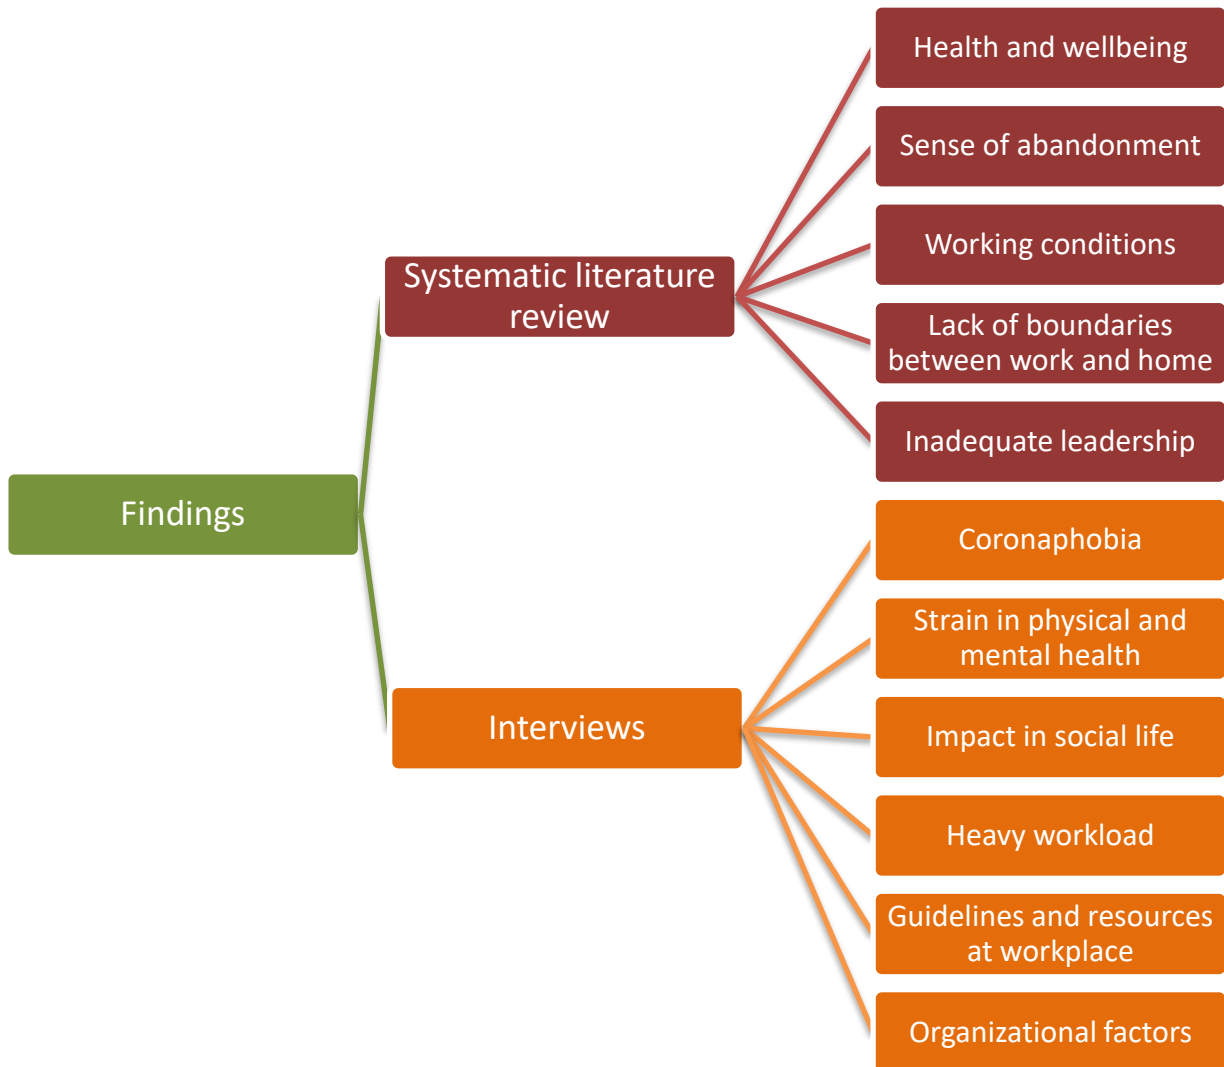 Health and wellbeing
Sense of abandonment
Working conditions
Systematic literature
review
Lack of boundaries
between work and home
Inadequate leadership
Findings
Coronaphobia
Strain in physical and
mental health
Interviews
Impact in social life
Heavy workload
Guidelines and resources
at workplace
Organizational factors